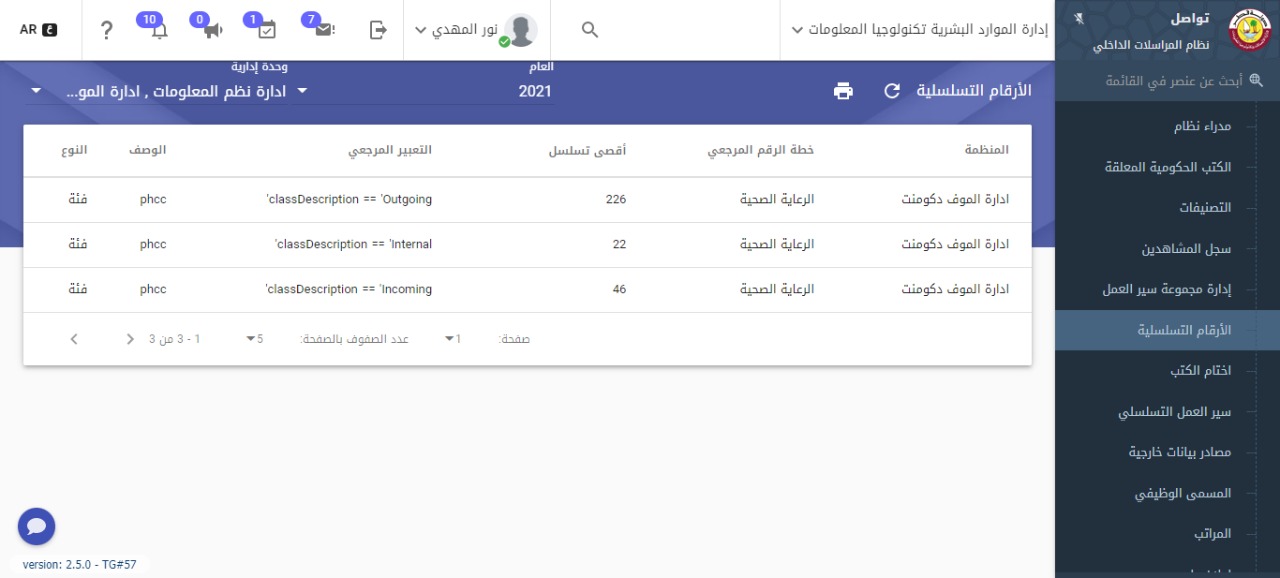 تواصل
نظام المراسلات الداخلي
إدارة الموارد البشرية تكنولوجيا المعلومات
نور المهدي
7
1
0
10
?
AR ع
أبحث عن عنصر في القائمة
مدراء نظام
الكتب الحكومية المعلقة
التصنيفات
سجل المشاهدين
إدارة مجموعة سير العمل
الأرقام التسلسلية
اختام الكتب
سير العمل التسلسلي
مصادر بيانات خارجية
المسمى الوظيفي
المراتب
الأرقام التسلسلية
العام
2021
وحدة إدارية
ادارة نظم المعلومات , ادارة المو...
المنظمة خطة الرقم المرجعي أقصى تسلسل التعبير المرجعي الوصف النوع
ادارة الموف دكومنت الرعاية الصحية 226 'classDescription == 'Outgoing phcc فئة
ادارة الموف دكومنت الرعاية الصحية 22 'classDescription == 'Internal phcc فئة
ادارة الموف دكومنت الرعاية الصحية 46 'classDescription == 'Incoming phcc فئة
صفحة: 1 عدد الصفوف بالصفحة: 5 1 - 3 من 3
version: 2.5.0 - TG#57